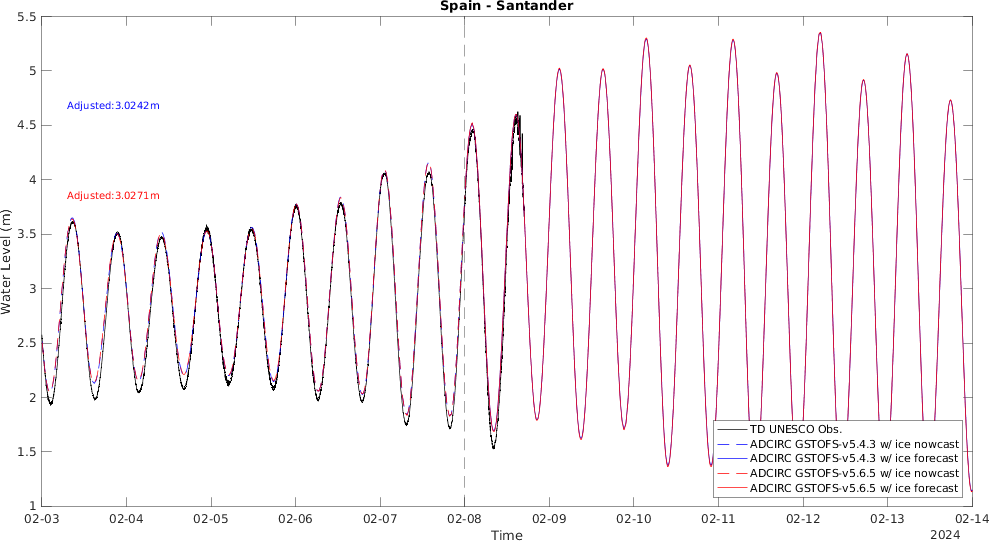 Spain - Santander
5.5
5
4.5
4
3.5
3
2.5
2
1.5
1
Water Level (m)
Adjusted:3.0242m
Adjusted:3.0271m
TD UNESCO Obs.
ADCIRC GSTOFS-v5.4.3 w/ ice nowcast
ADCIRC GSTOFS-v5.4.3 w/ ice forecast
ADCIRC GSTOFS-v5.6.5 w/ ice nowcast
ADCIRC GSTOFS-v5.6.5 w/ ice forecast
02-03 02-04 02-05 02-06 02-07 02-08 02-09 02-10 02-11 02-12 02-13 02-14
Time
2024